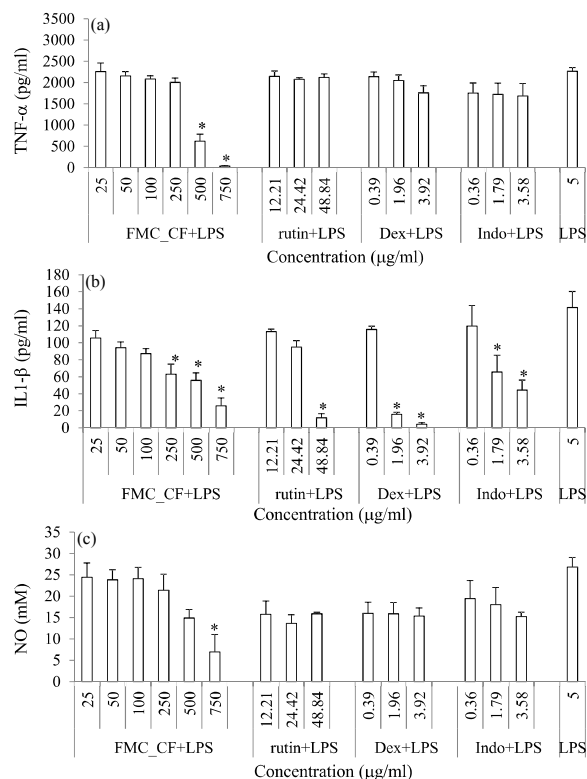 (a)
TNF-α (pg/ml)
3500
3000
2500
2000
1500
1000
500
0
* *
25 50 100 250 500 750 12.21 24.42 48.84 0.39 1.96 3.92 0.36 1.79 3.58 5
FMC_CF+LPS rutin+LPS Dex+LPS Indo+LPS LPS
Concentration (μg/ml)
(b)
IL1-β (pg/ml)
160
140
120
100
80
60
40
20
0
* * * * * * * *
25 50 100 250 500 750 12.21 24.42 48.84 0.39 1.96 3.92 0.36 1.79 3.58 5
FMC_CF+LPS rutin+LPS Dex+LPS Indo+LPS LPS
Concentration (μg/ml)
(c)
NO (mM)
35
30
25
20
15
10
5
0
*
25 50 100 250 500 750 12.21 24.42 48.84 0.39 1.96 3.92 0.36 1.79 3.58 5
FMC_CF+LPS rutin+LPS Dex+LPS Indo+LPS LPS
Concentration (μg/ml)